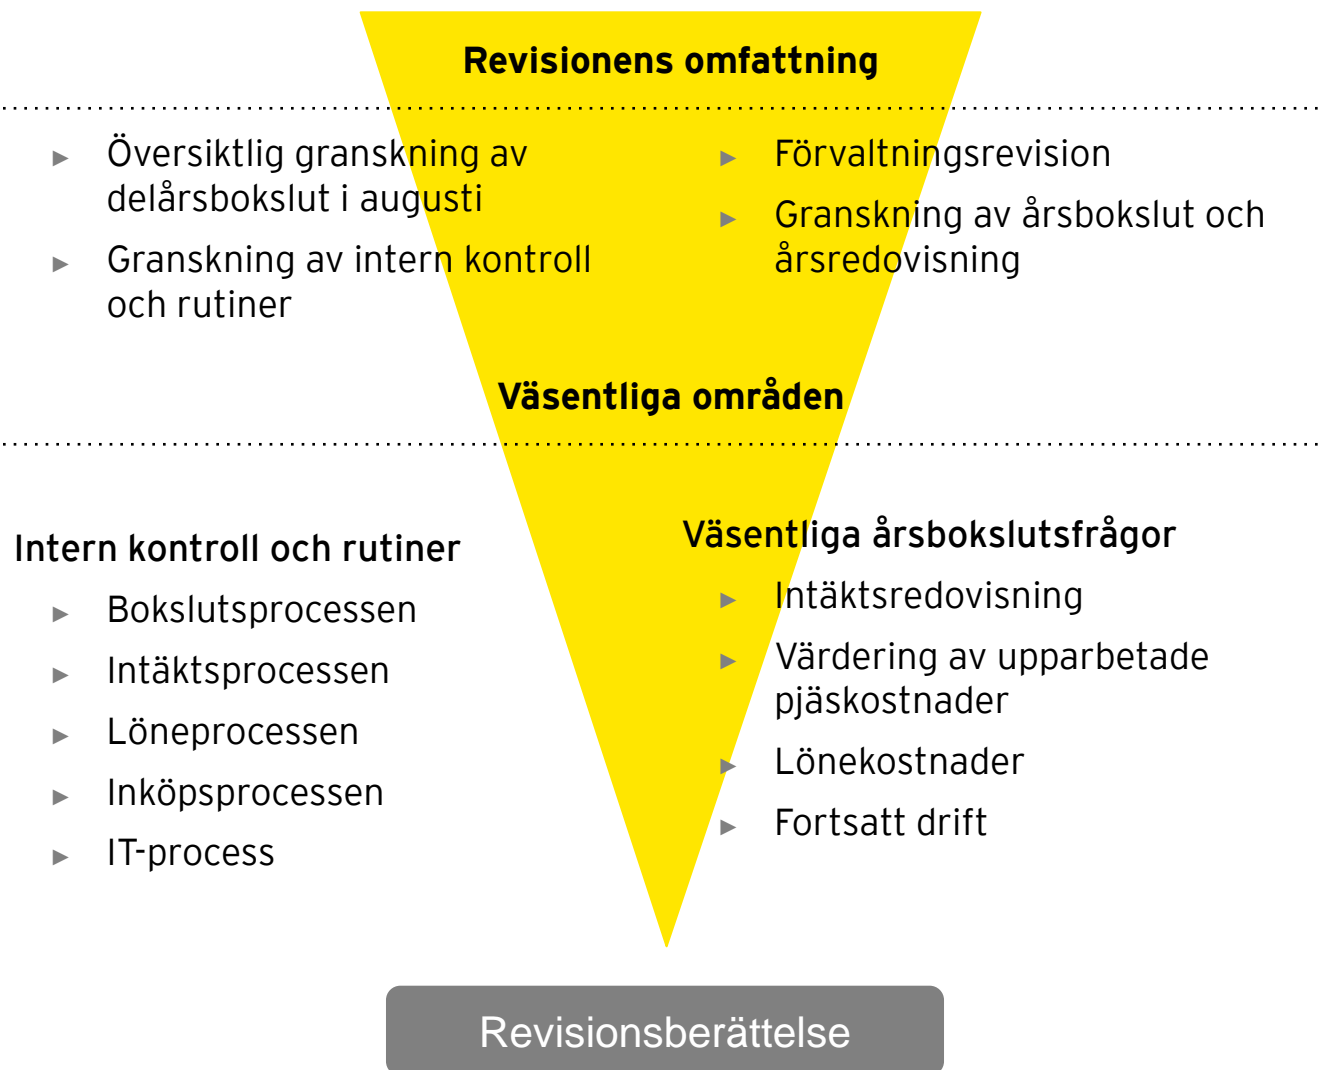 Revisionens omfattning
► Översiktlig granskning av
delårsbokslut i augusti
► Granskning av intern kontroll
och rutiner
► Förvaltningsrevision
► Granskning av årsbokslut och
årsredovisning
Väsentliga områden
Intern kontroll och rutiner
► Bokslutsprocessen
► Intäktsprocessen
► Löneprocessen
► Inköpsprocessen
► IT-process
Väsentliga årsbokslutsfrågor
► Intäktsredovisning
► Värdering av upparbetade
pjäskostnader
► Lönekostnader
► Fortsatt drift
Revisionsberättelse